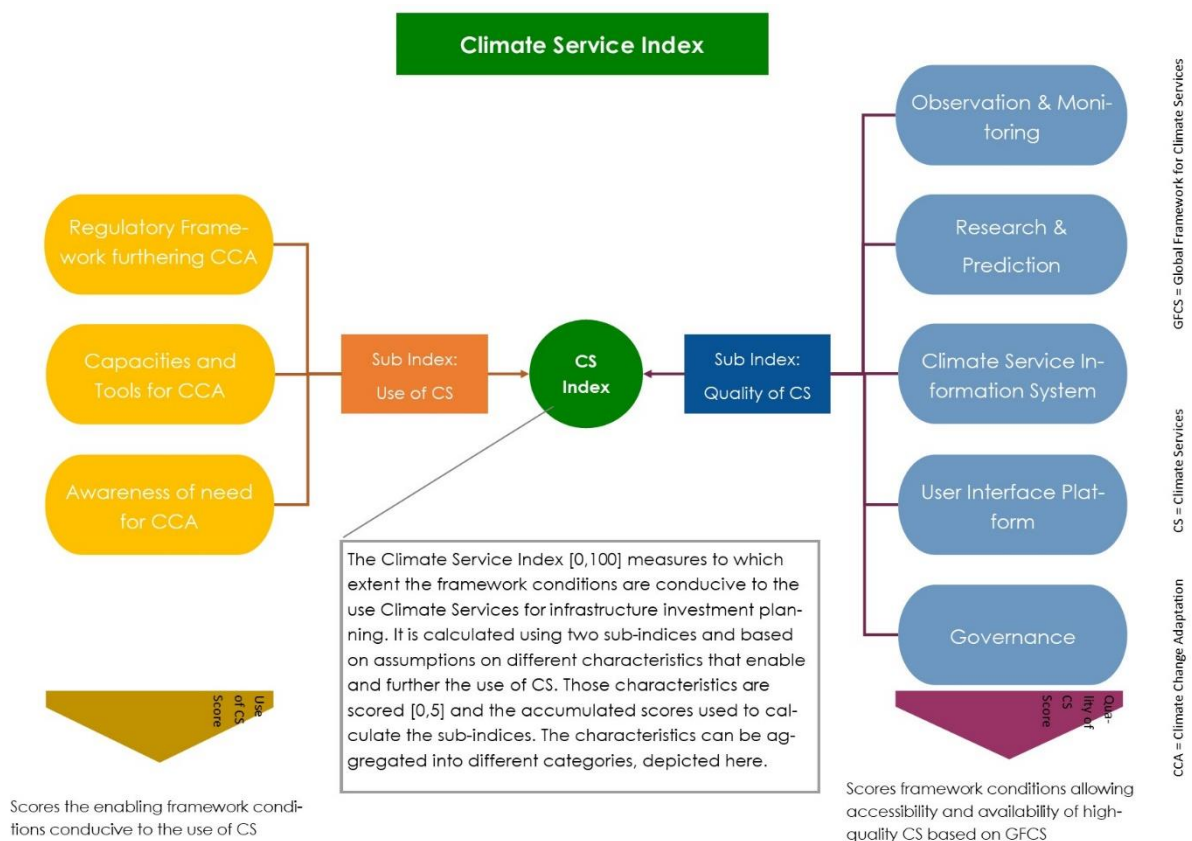 Climate Service Index
Regulatory Frame-
work furthering CCA
Capacities and
Tools for CCA
Awareness of need
for CCA
Sub Index:
Use of CS
CS
Index
Sub Index:
Quality of CS
Observation & Moni-
toring
Research &
Prediction
Climate Service In-
formation System
User Interface Plat-
form
Governance
The Climate Service Index [0,100] measures to which
extent the framework conditions are conducive to the
use Climate Services for infrastructure investment plan-
ning. It is calculated using two sub-indices and based
on assumptions on different characteristics that enable
and further the use of CS. Those characteristics are
scored [0,5] and the accumulated scores used to cal-
culate the sub-indices. The characteristics can be ag-
gregated into different categories, depicted here.
Use
of CS
Score
Scores the enabling framework condi-
tions conducive to the use of CS
Qua-
lity of
CS
Score
Scores framework conditions allowing
accessibility and availability of high-
quality CS based on GFCS
GFCS = Global Framework for Climate Services
CS = Climate Services
CCA = Climate Change Adaptation